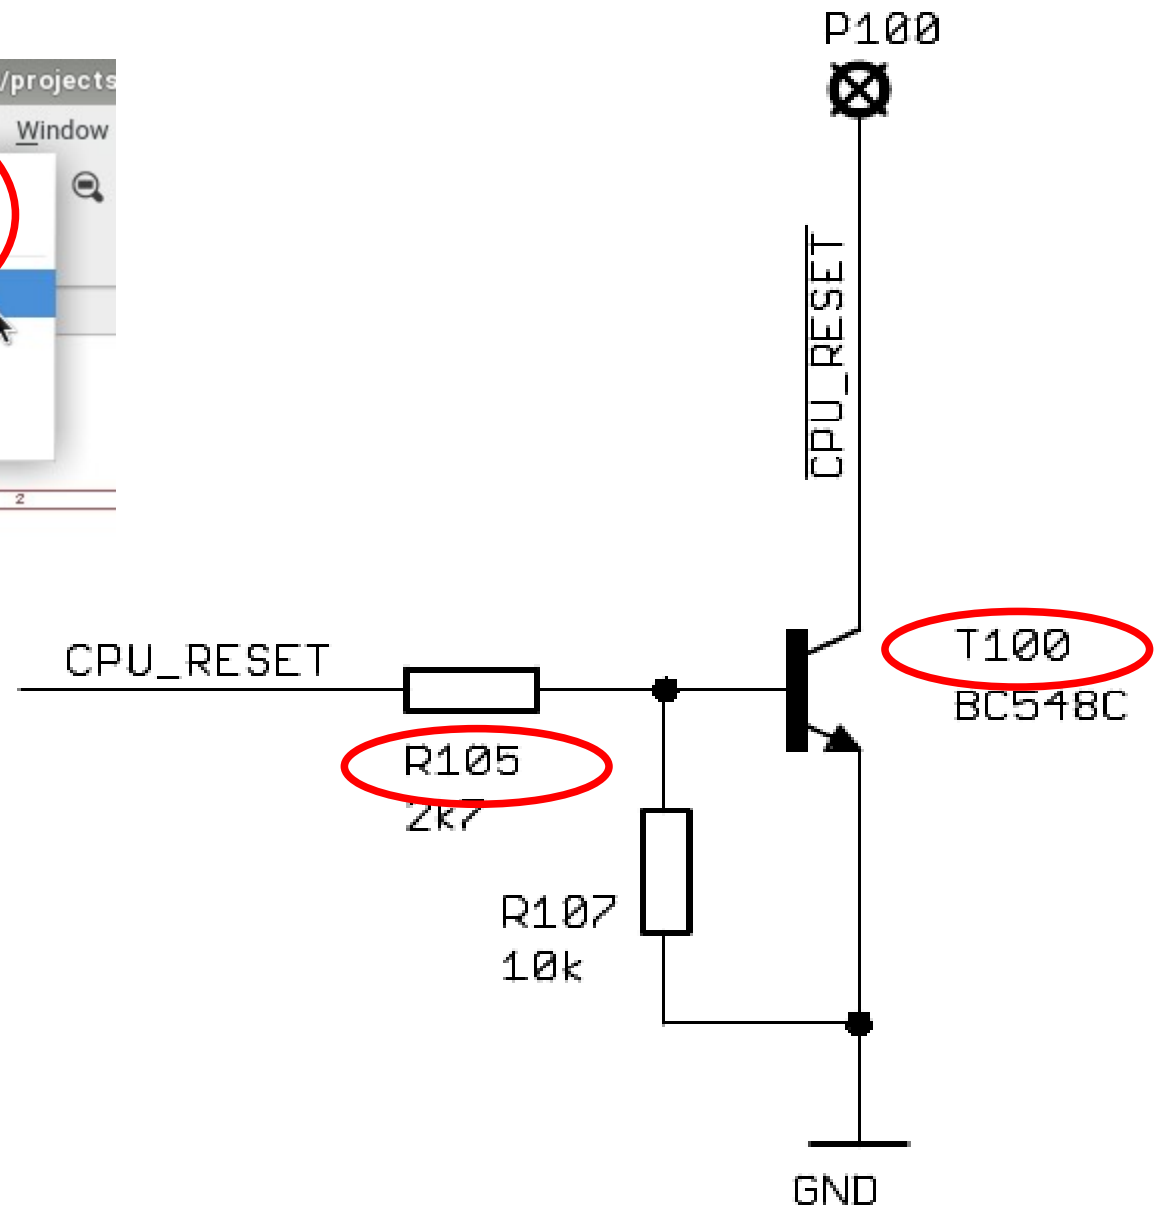 P100
/projects
Window
CPU_RESET
2
CPU_RESET
T100
BC548C
R105
2k7
R107
10k
GND